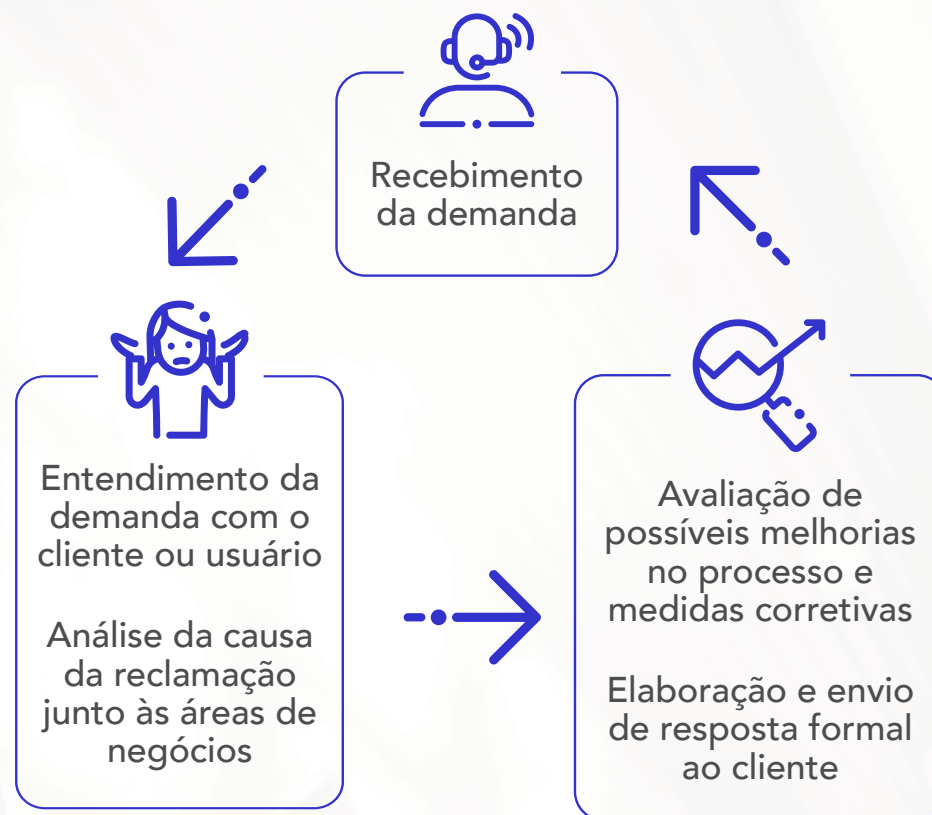 Recebimento
da demanda
Entendimento da
demanda com o
cliente ou usuário
Análise da causa
da reclamação
junto às áreas de
negócios
Avaliação de
possíveis melhorias
no processo e
medidas corretivas
Elaboração e envio
de resposta formal
ao cliente